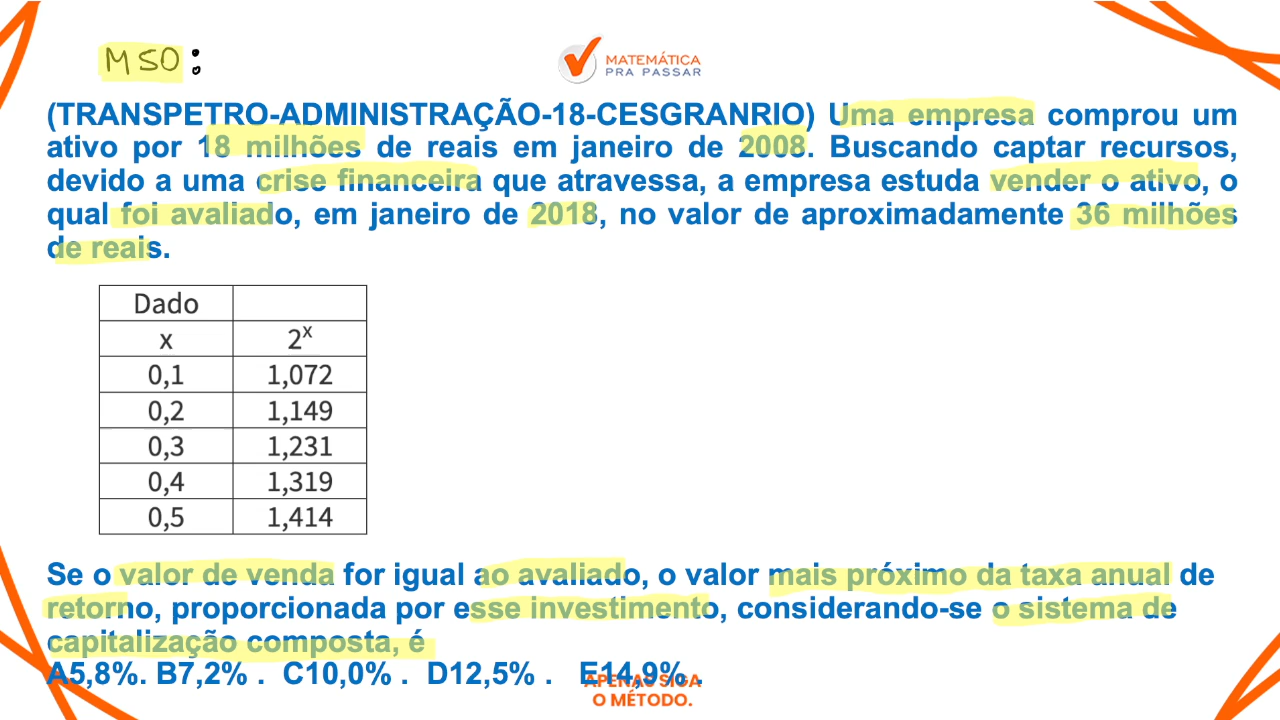 MSO:
MATEMÁTICA
PRA PASSAR
(TRANSPETRO-ADMINISTRAÇÃO-18-CESGRANRIO) Uma empresa comprou um
ativo por 18 milhões de reais em janeiro de 2008. Buscando captar recursos,
devido a uma crise financeira que atravessa, a empresa estuda vender o ativo, o
qual foi avaliado, em janeiro de 2018, no valor de aproximadamente 36 milhões
de reais.
Dado
x 2ˣ
0,1 1,072
0,2 1,149
0,3 1,231
0,4 1,319
0,5 1,414
Se o valor de venda for igual ao avaliado, o valor mais próximo da taxa anual de
retorno, proporcionada por esse investimento, considerando-se o sistema de
capitalização composta, é
A5,8%. B7,2% . C10,0% . D12,5% . E14,9% .
APENAS SIGA
O MÉTODO.